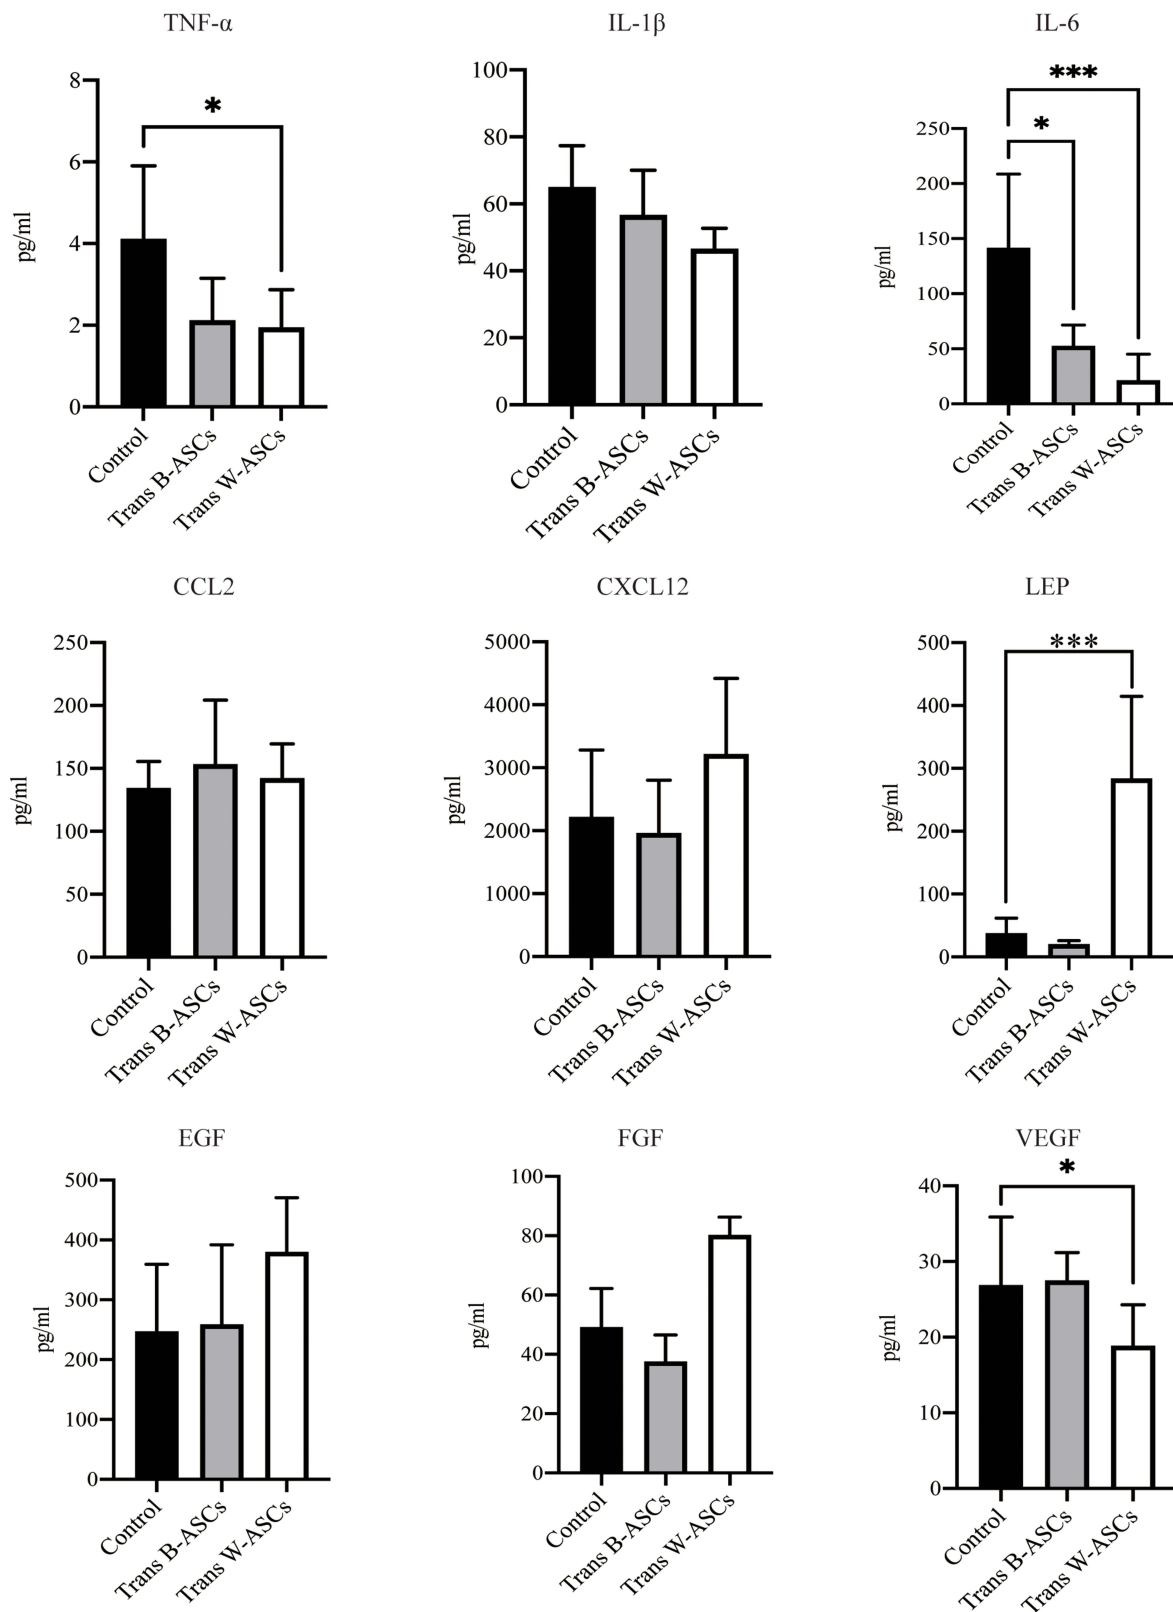 TNF-α
8
6
4
2
0
pg/ml
*
Control
Trans B-ASCs
Trans W-ASCs
IL-1β
100
80
60
40
20
0
pg/ml
Control
Trans B-ASCs
Trans W-ASCs
IL-6
250
200
150
100
50
0
pg/ml
***
*
Control
Trans B-ASCs
Trans W-ASCs
CCL2
250
200
150
100
50
0
pg/ml
Control
Trans B-ASCs
Trans W-ASCs
CXCL12
5000
4000
3000
2000
1000
0
pg/ml
Control
Trans B-ASCs
Trans W-ASCs
LEP
500
400
300
200
100
0
pg/ml
***
Control
Trans B-ASCs
Trans W-ASCs
EGF
500
400
300
200
100
0
pg/ml
Control
Trans B-ASCs
Trans W-ASCs
FGF
100
80
60
40
20
0
pg/ml
Control
Trans B-ASCs
Trans W-ASCs
VEGF
40
30
20
10
0
pg/ml
*
Control
Trans B-ASCs
Trans W-ASCs